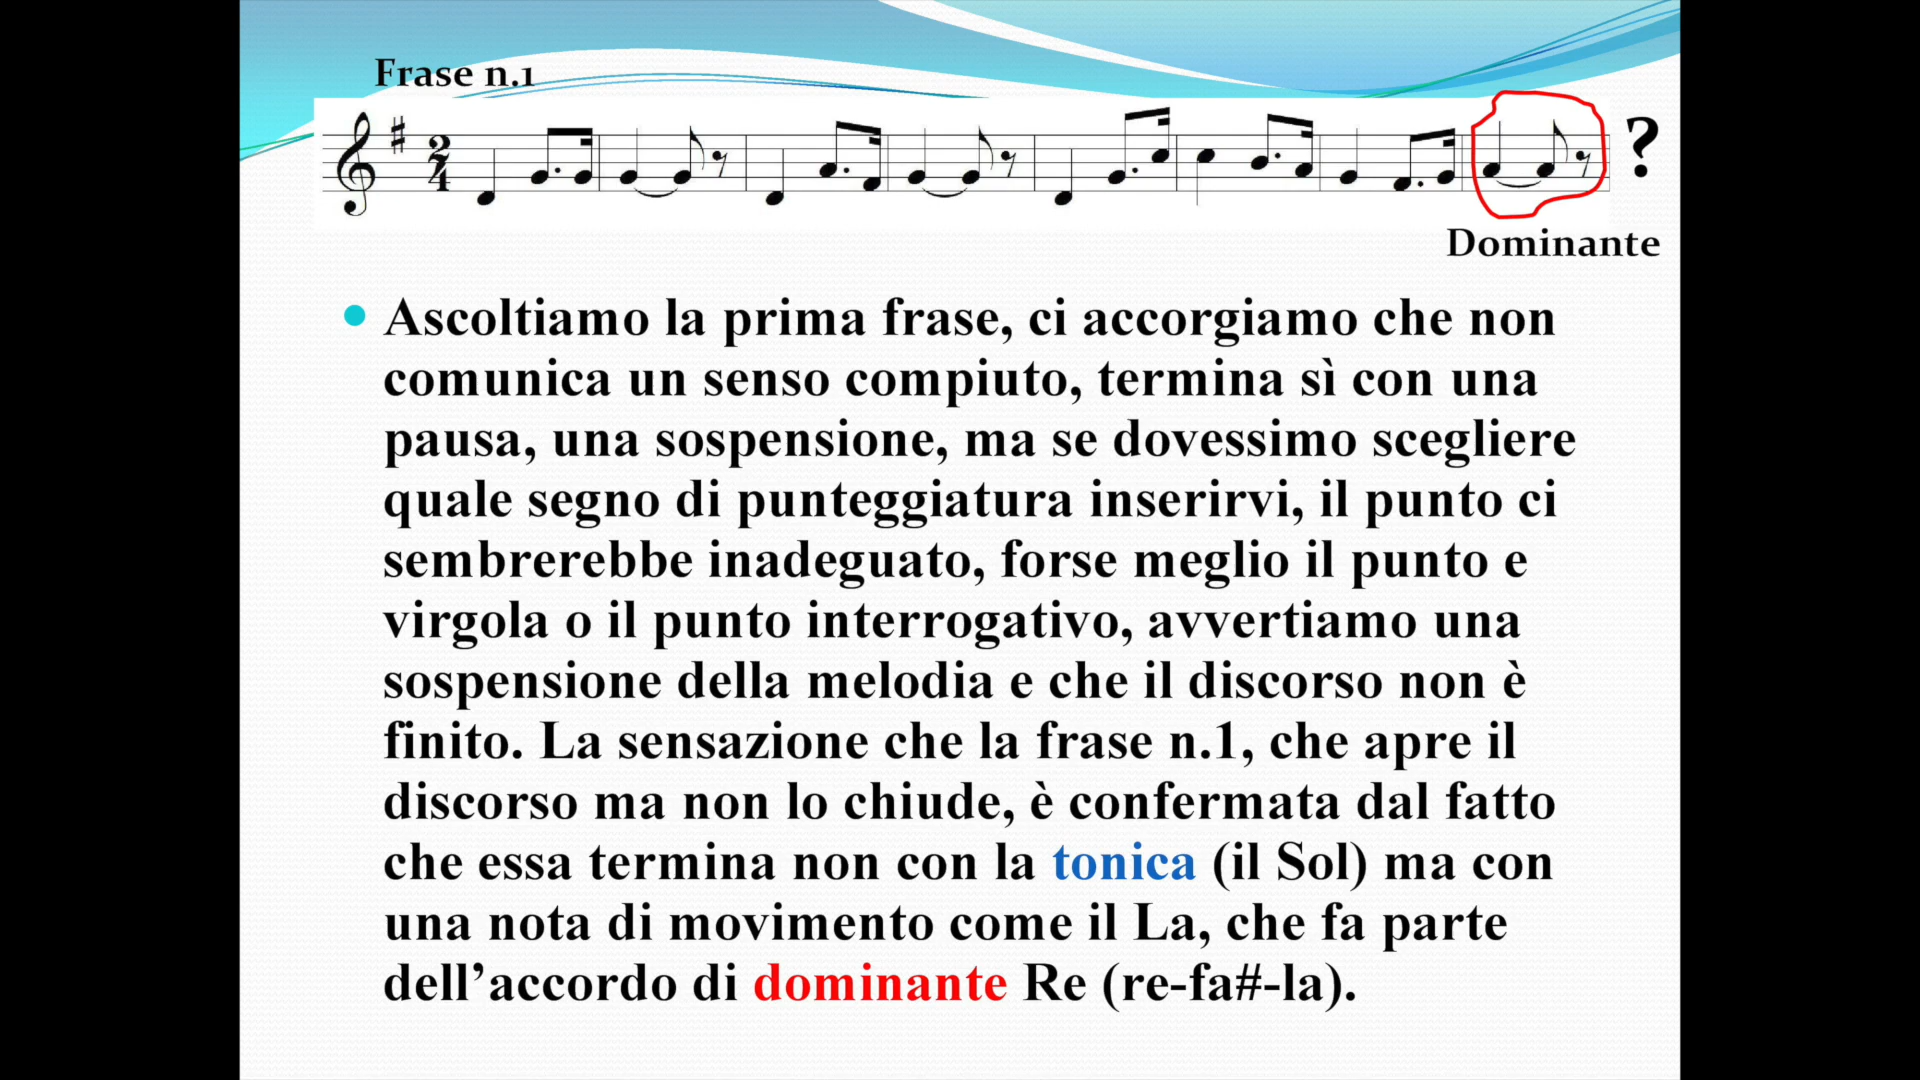 Frase n.1
2
4
?
Dominante
Ascoltiamo la prima frase, ci accorgiamo che non
comunica un senso compiuto, termina sì con una
pausa, una sospensione, ma se dovessimo scegliere
quale segno di punteggiatura inserirvi, il punto ci
sembrerebbe inadeguato, forse meglio il punto e
virgola o il punto interrogativo, avvertiamo una
sospensione della melodia e che il discorso non è
finito. La sensazione che la frase n.1, che apre il
discorso ma non lo chiude, è confermata dal fatto
che essa termina non con la tonica (il Sol) ma con
una nota di movimento come il La, che fa parte
dell’accordo di dominante Re (re-fa#-la).